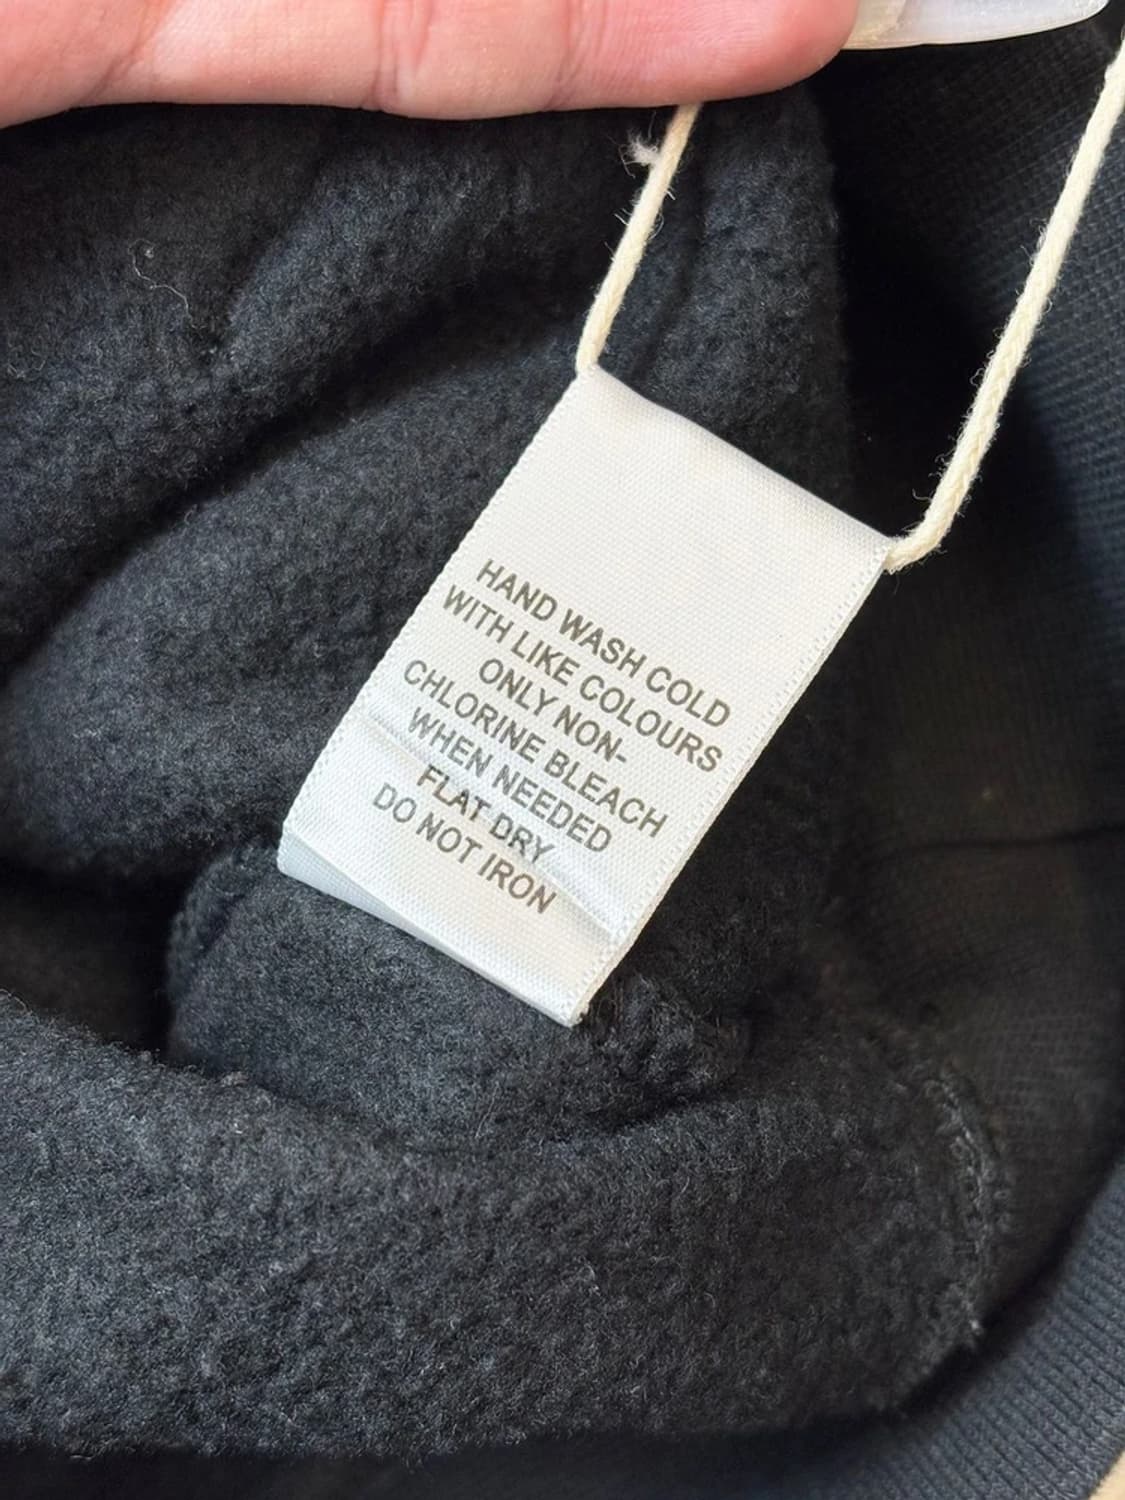 HAND WASH COLD
WITH LIKE COLOURS
ONLY NON-
CHLORINE BLEACH
WHEN NEEDED
FLAT DRY
DO NOT IRON